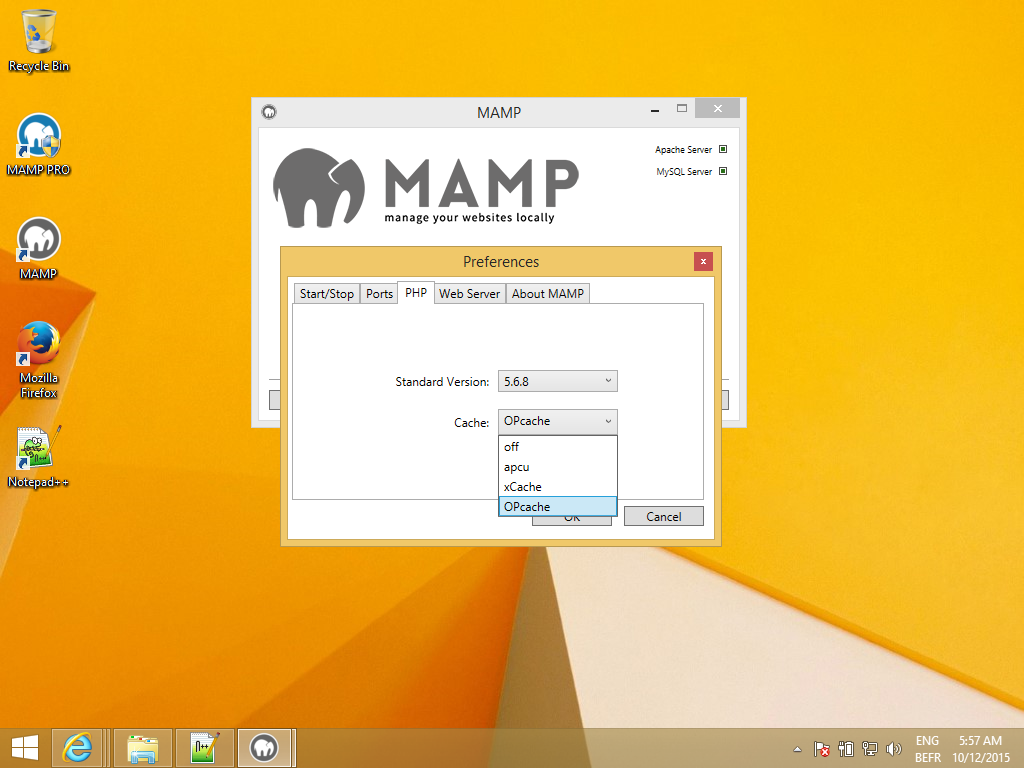 Recycle Bin
MAMP PRO
MAMP
Mozilla
Firefox
Notepad++
MAMP
Apache Server
MySQL Server
MAMP
manage your websites locally
Preferences
Start/Stop
Ports
PHP
Web Server
About MAMP
Standard Version:
5.6.8
Cache:
OPcache
off
apcu
xCache
OPcache
OK
Cancel
ENG
BEFR
5:57 AM
10/12/2015